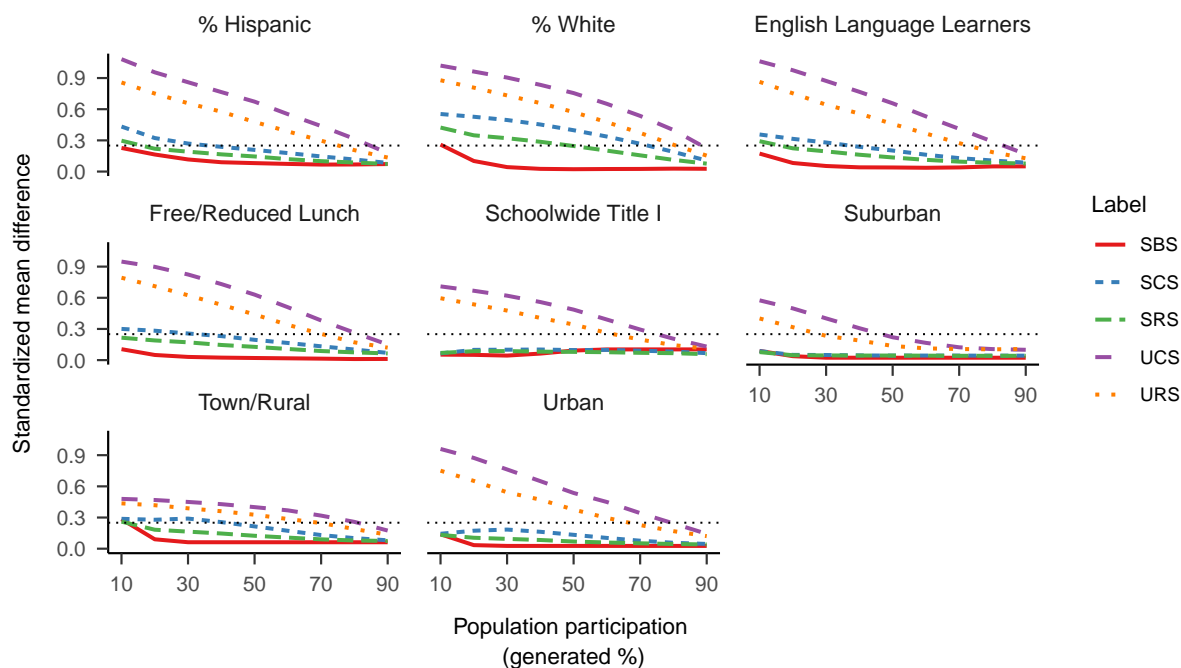 % Hispanic
% White
English Language Learners
0.9
0.6
0.3
0.0
Free/Reduced Lunch
Schoolwide Title I
Suburban
0.9
0.6
0.3
0.0
10 30 50 70 90
Town/Rural
Urban
0.9
0.6
0.3
0.0
10 30 50 70 90
10 30 50 70 90
Standardized mean difference
Population participation
(generated %)
Label
SBS
SCS
SRS
UCS
URS